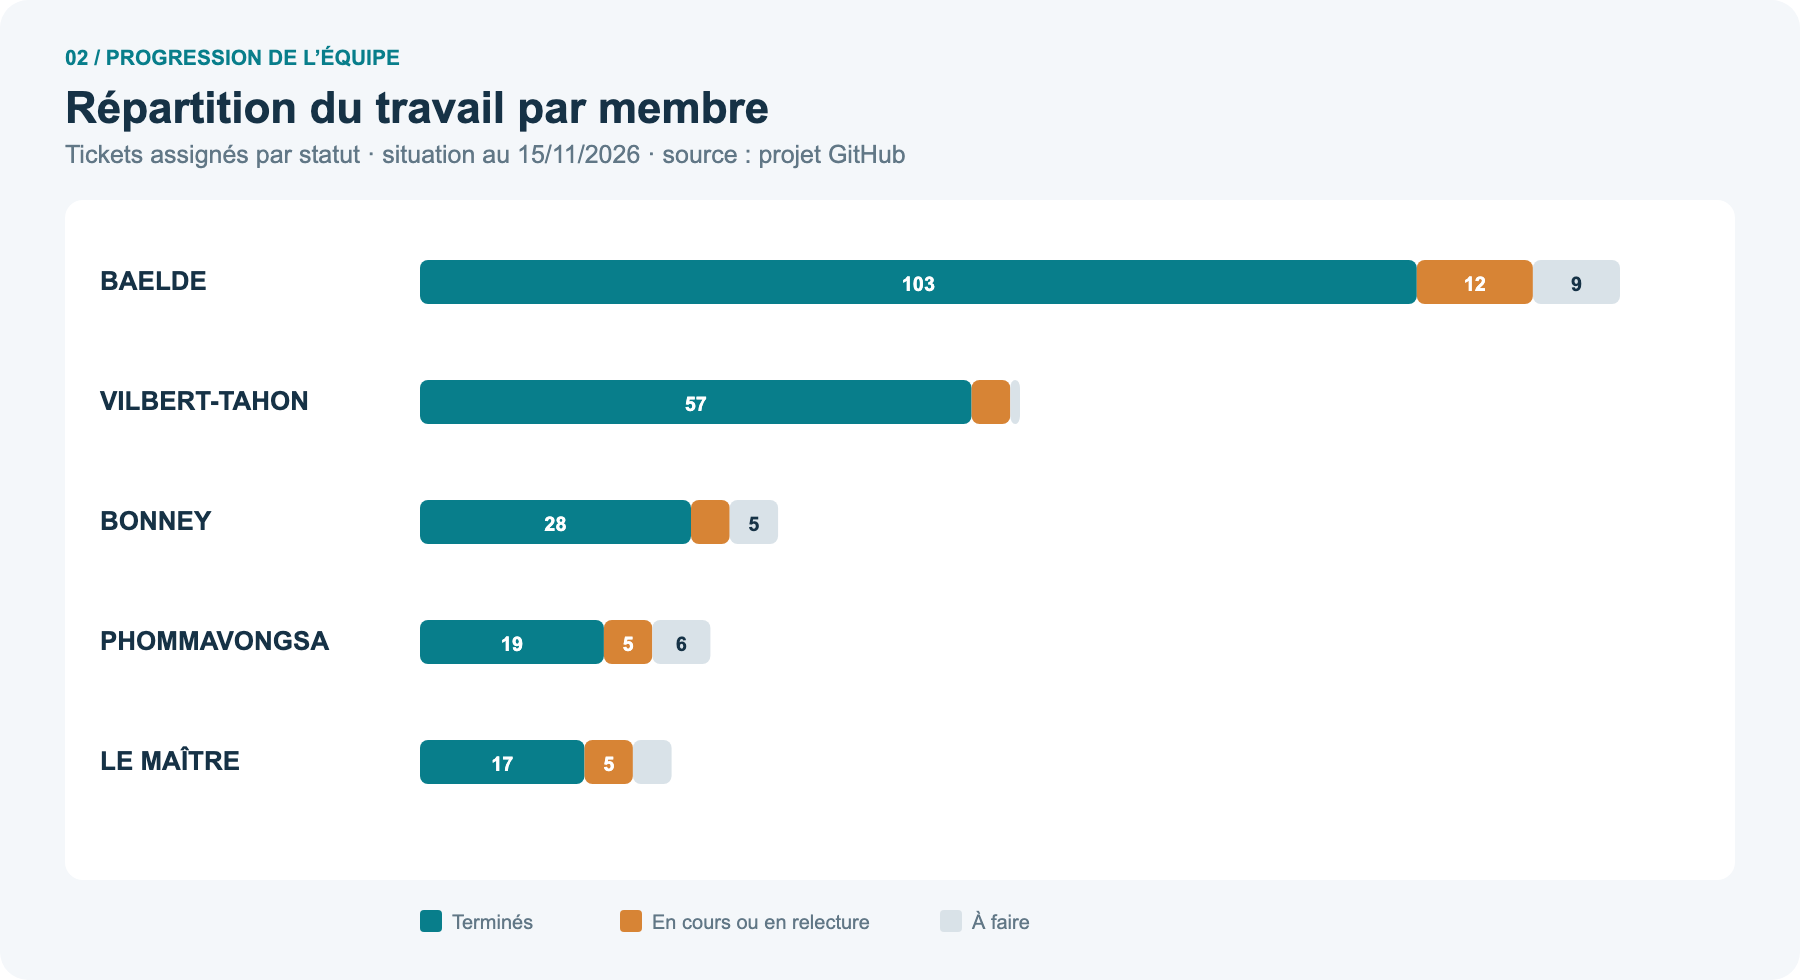 02 / PROGRESSION DE L’ÉQUIPE
Répartition du travail par membre
Tickets assignés par statut · situation au 15/11/2026 · source : projet GitHub
BAELDE 103 12 9
VILBERT-TAHON 57
BONNEY 28 5
PHOMMAVONGSA 19 5 6
LE MAÎTRE 17 5
Terminés En cours ou en relecture À faire